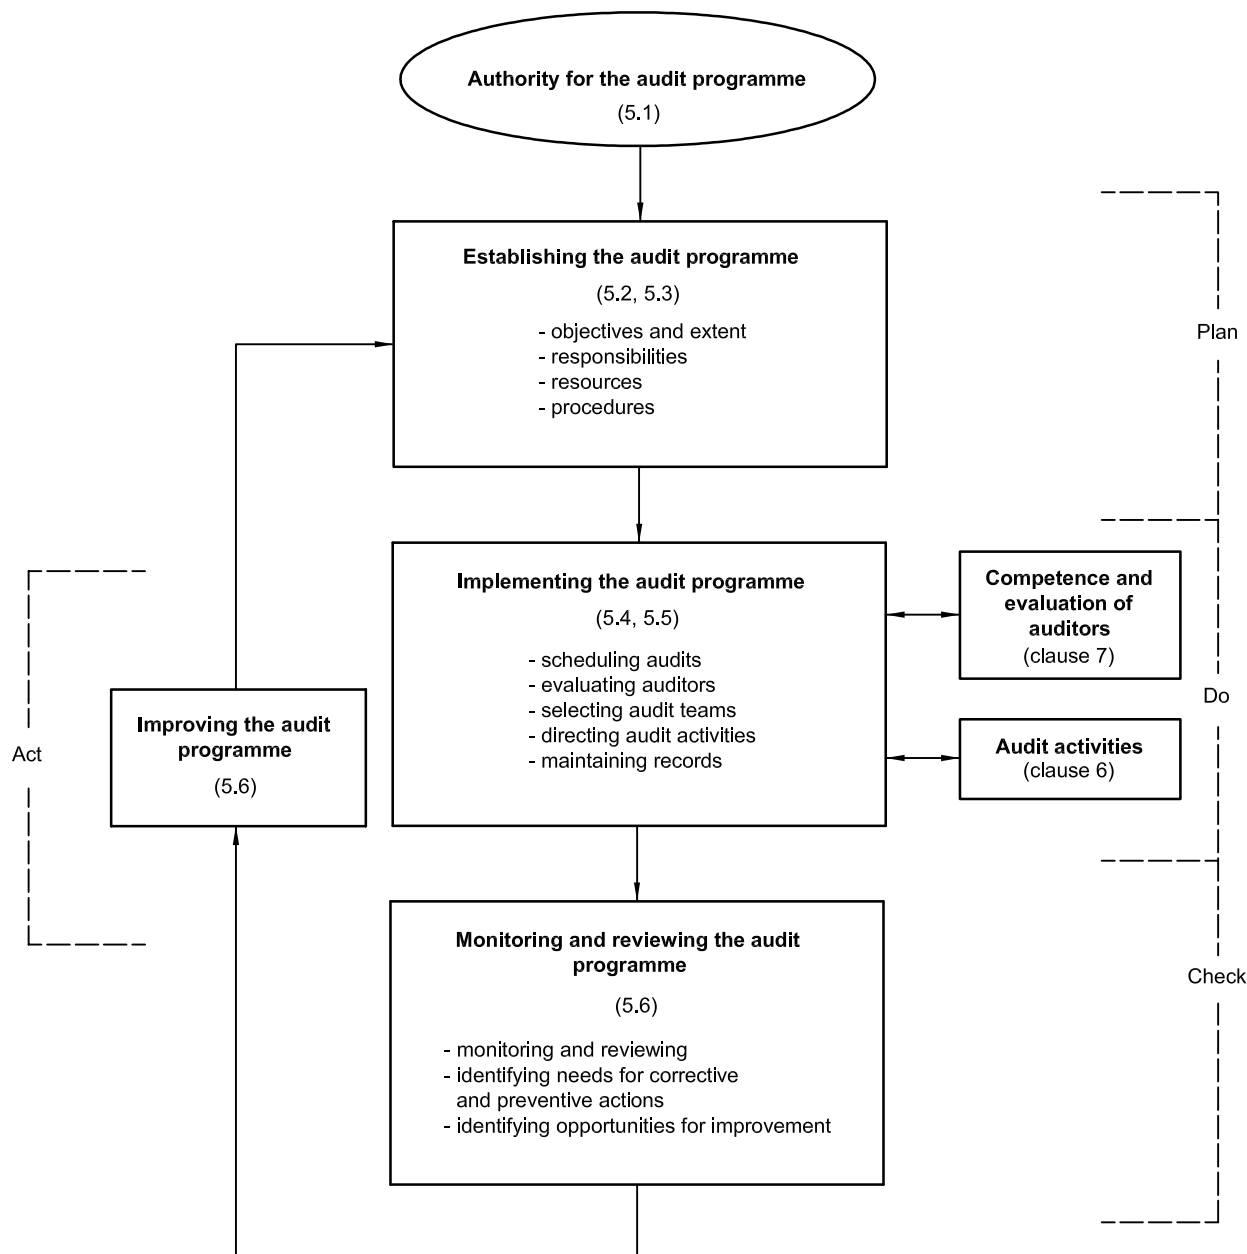 Authority for the audit programme
(5.1)
Establishing the audit programme
(5.2, 5.3)
- objectives and extent
- responsibilities
- resources
- procedures
Plan
Implementing the audit programme
(5.4, 5.5)
- scheduling audits
- evaluating auditors
- selecting audit teams
- directing audit activities
- maintaining records
Competence and
evaluation of
auditors
(clause 7)
Audit activities
(clause 6)
Do
Improving the audit
programme
(5.6)
Act
Monitoring and reviewing the audit
programme
(5.6)
- monitoring and reviewing
- identifying needs for corrective
and preventive actions
- identifying opportunities for improvement
Check